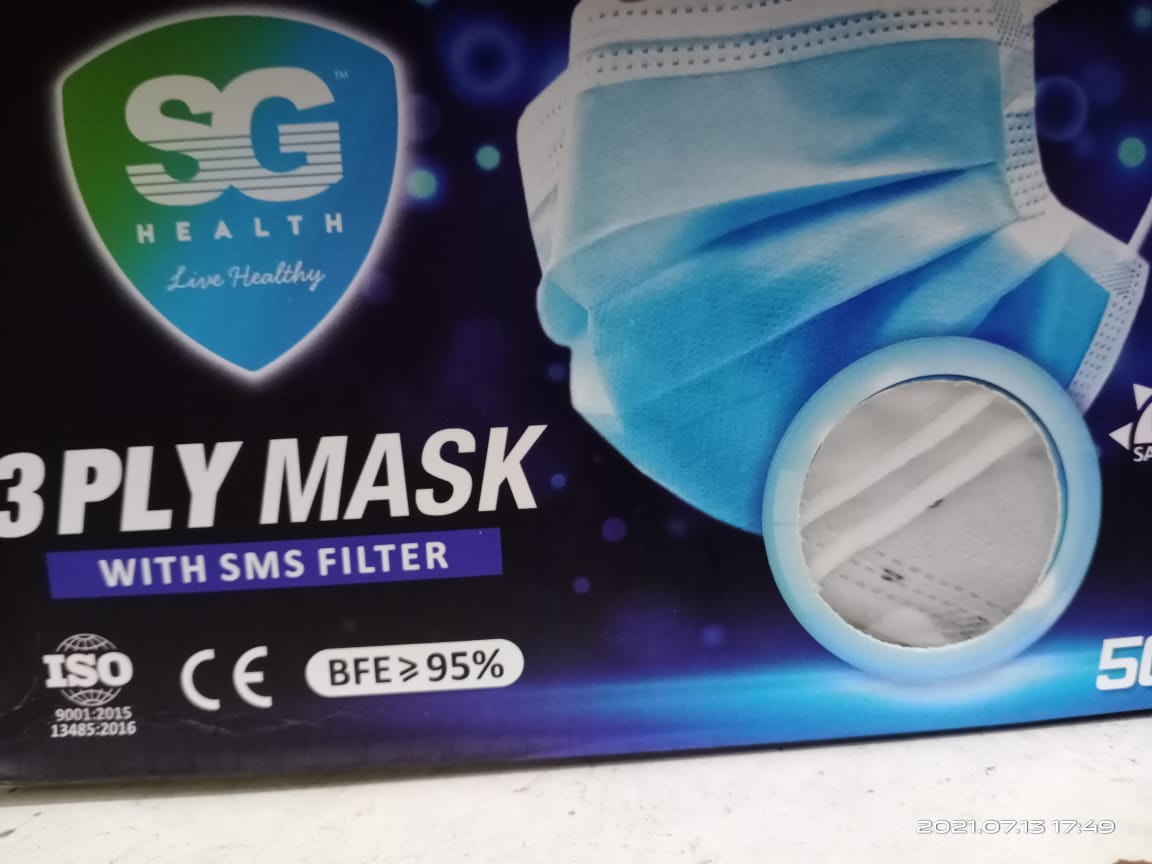 SG™
HEALTH
Live Healthy
3 PLY MASK
WITH SMS FILTER
ISO
9001:2015
13485:2016
CE
BFE ≥ 95%
2021.07.13 17:49